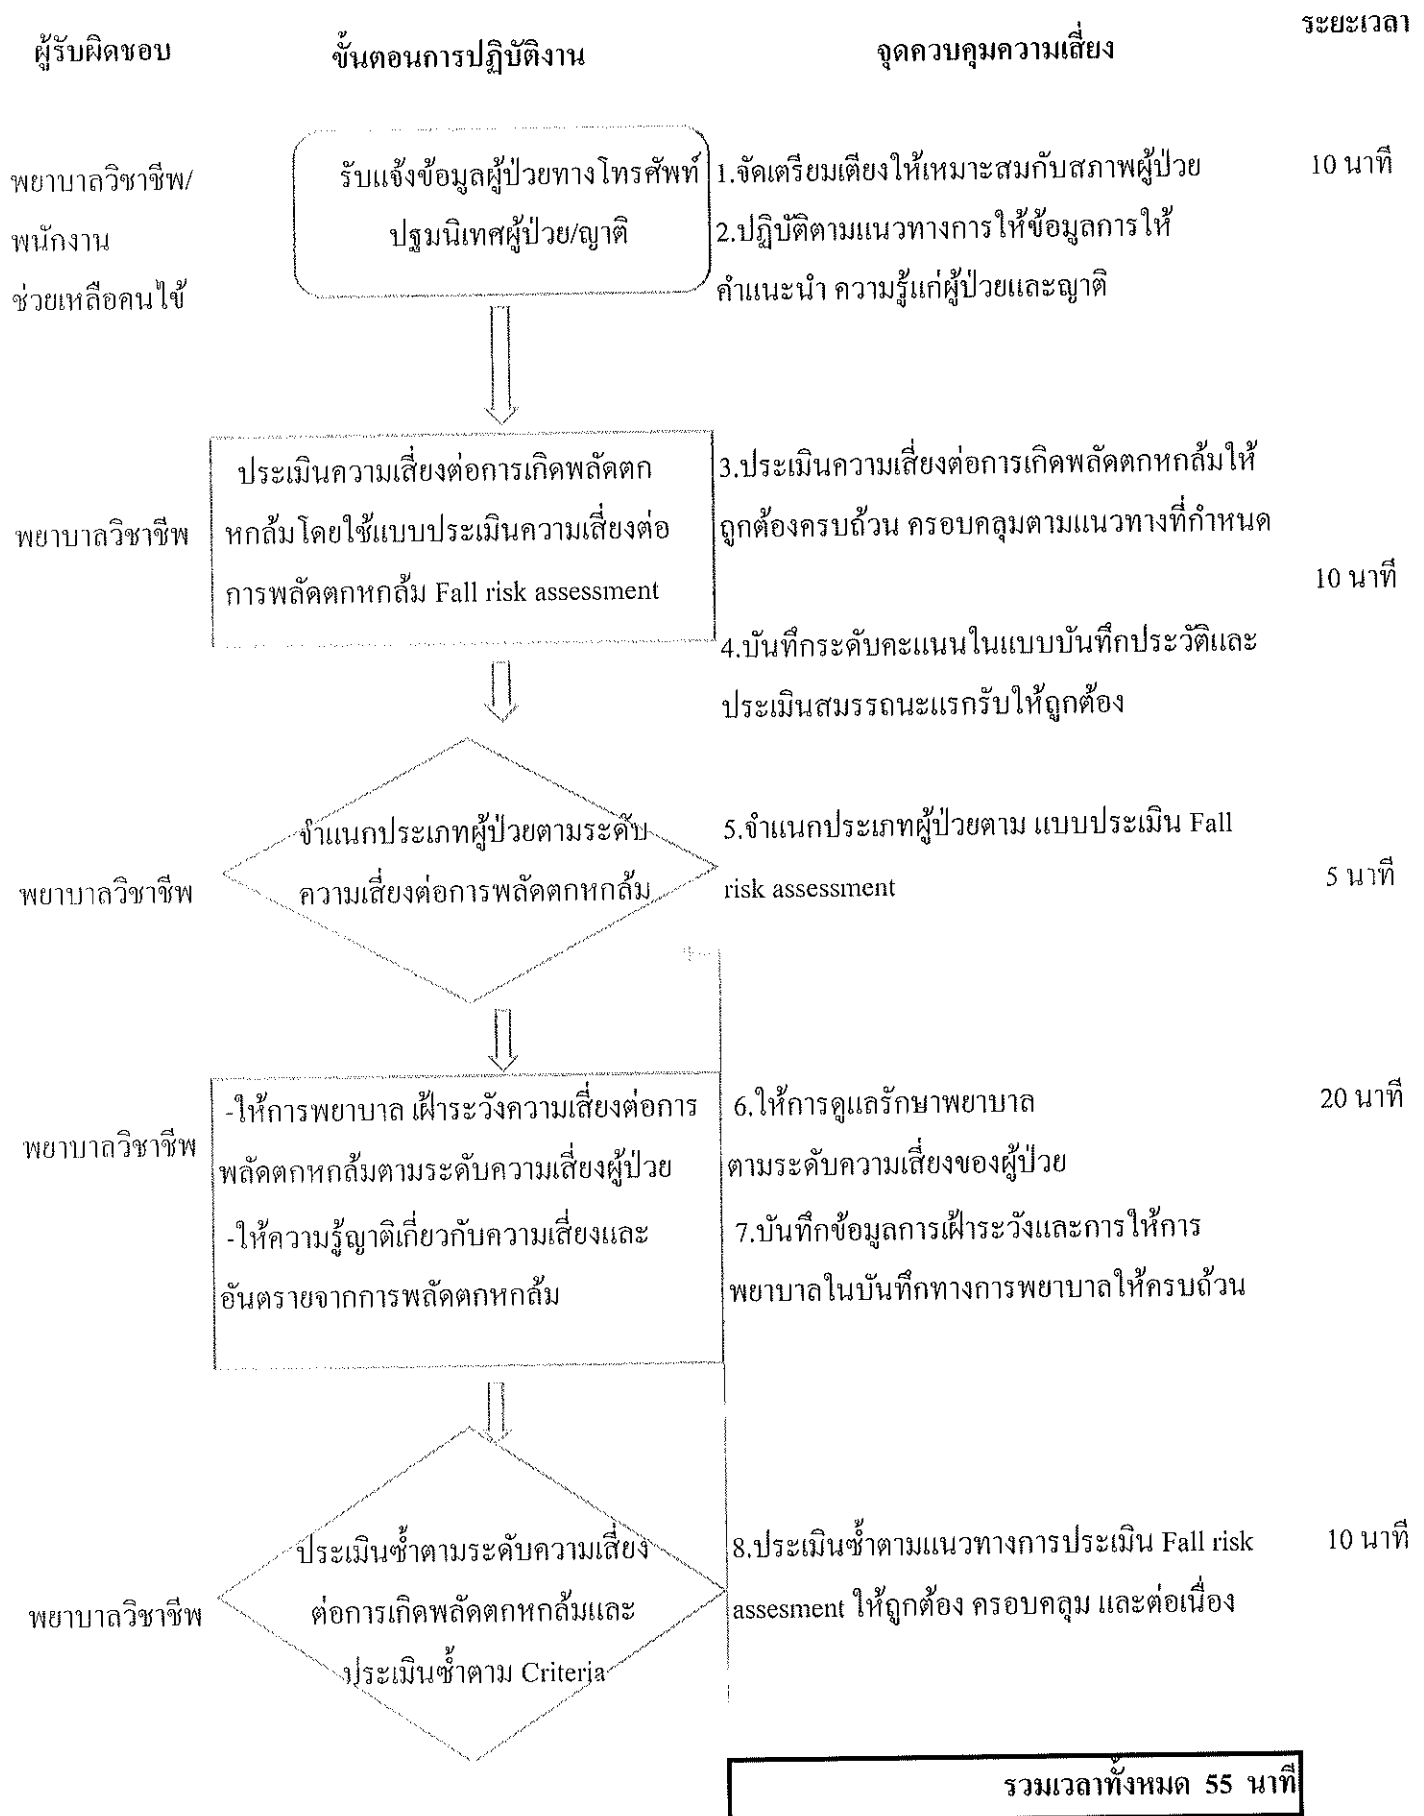 ผู้รับผิดชอบ
ขั้นตอนการปฏิบัติงาน
จุดควบคุมความเสี่ยง
ระยะเวลา
พยาบาลวิชาชีพ/
พนักงาน
ช่วยเหลือคนไข้
รับแจ้งข้อมูลผู้ป่วยทางโทรศัพท์
ปฐมนิเทศผู้ป่วย/ญาติ
1.จัดเตรียมเตียงให้เหมาะสมกับสภาพผู้ป่วย
2.ปฏิบัติตามแนวทางการให้ข้อมูลการให้
คำแนะนำ ความรู้แก่ผู้ป่วยและญาติ
10 นาที
พยาบาลวิชาชีพ
ประเมินความเสี่ยงต่อการเกิดพลัดตก
หกล้มโดยใช้แบบประเมินความเสี่ยงต่อ
การพลัดตกหกล้ม Fall risk assessment
3.ประเมินความเสี่ยงต่อการเกิดพลัดตกหกล้มให้
ถูกต้องครบถ้วน ครอบคลุมตามแนวทางที่กำหนด
4.บันทึกระดับคะแนนในแบบบันทึกประวัติและ
ประเมินสมรรถนะแรกรับให้ถูกต้อง
10 นาที
พยาบาลวิชาชีพ
จำแนกประเภทผู้ป่วยตามระดับ
ความเสี่ยงต่อการพลัดตกหกล้ม
5.จำแนกประเภทผู้ป่วยตาม แบบประเมิน Fall
risk assessment
5 นาที
พยาบาลวิชาชีพ
-ให้การพยาบาล เฝ้าระวังความเสี่ยงต่อการ
พลัดตกหกล้มตามระดับความเสี่ยงผู้ป่วย
-ให้ความรู้ญาติเกี่ยวกับความเสี่ยงและ
อันตรายจากการพลัดตกหกล้ม
6.ให้การดูแลรักษาพยาบาล
ตามระดับความเสี่ยงของผู้ป่วย
7.บันทึกข้อมูลการเฝ้าระวังและการให้การ
พยาบาลในบันทึกทางการพยาบาลให้ครบถ้วน
20 นาที
พยาบาลวิชาชีพ
ประเมินซ้ำตามระดับความเสี่ยง
ต่อการเกิดพลัดตกหกล้มและ
ประเมินซ้ำตาม Criteria
8.ประเมินซ้ำตามแนวทางการประเมิน Fall risk
assesment ให้ถูกต้อง ครอบคลุม และต่อเนื่อง
10 นาที
รวมเวลาทั้งหมด 55 นาที